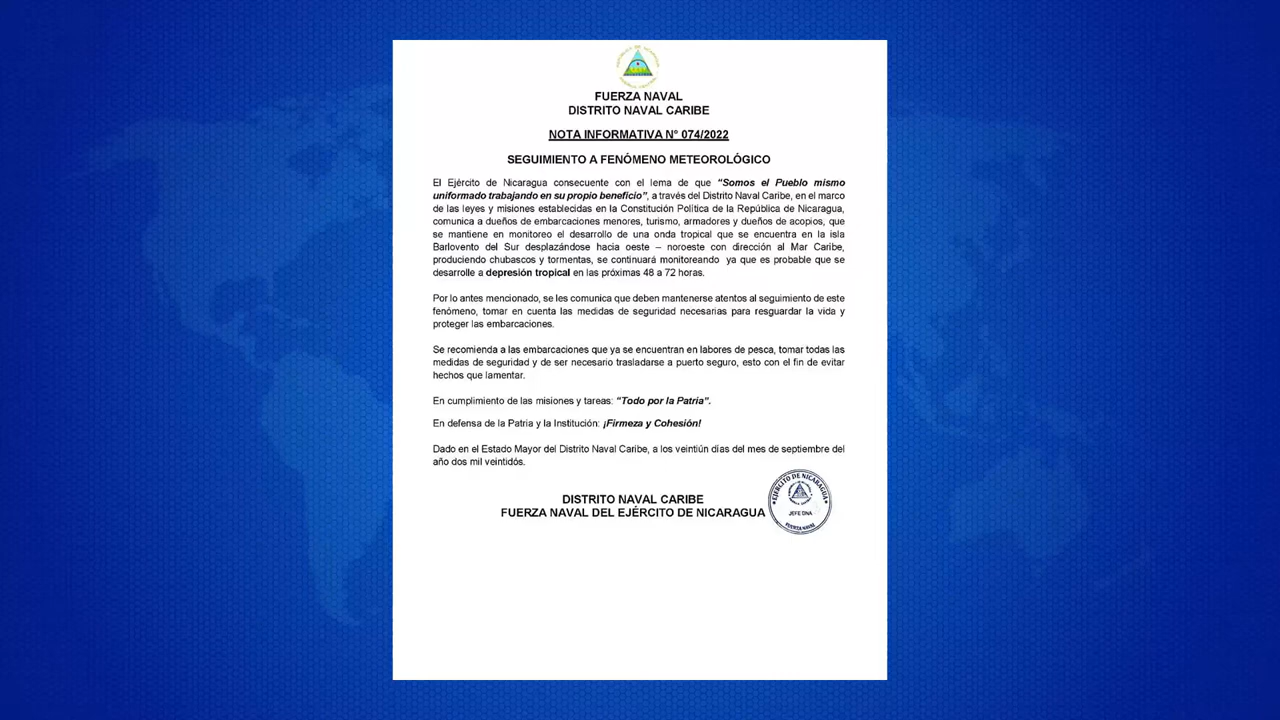 FUERZA NAVAL
DISTRITO NAVAL CARIBE
NOTA INFORMATIVA N° 074/2022
SEGUIMIENTO A FENÓMENO METEOROLÓGICO
El Ejército de Nicaragua consecuente con el lema de que “Somos el Pueblo mismo
uniformado trabajando en su propio beneficio”, a través del Distrito Naval Caribe, en el marco
de las leyes y misiones establecidas en la Constitución Política de la República de Nicaragua,
comunica a dueños de embarcaciones menores, turismo, armadores y dueños de acopios, que
se mantiene en monitoreo el desarrollo de una onda tropical que se encuentra en la isla
Barlovento del Sur desplazándose hacia oeste – noroeste con dirección al Mar Caribe,
produciendo chubascos y tormentas, se continuará monitoreando ya que es probable que se
desarrolle a depresión tropical en las próximas 48 a 72 horas.
Por lo antes mencionado, se les comunica que deben mantenerse atentos al seguimiento de este
fenómeno, tomar en cuenta las medidas de seguridad necesarias para resguardar la vida y
proteger las embarcaciones.
Se recomienda a las embarcaciones que ya se encuentran en labores de pesca, tomar todas las
medidas de seguridad y de ser necesario trasladarse a puerto seguro, esto con el fin de evitar
hechos que lamentar.
En cumplimiento de las misiones y tareas: “Todo por la Patria”.
En defensa de la Patria y la Institución: ¡Firmeza y Cohesión!
Dado en el Estado Mayor del Distrito Naval Caribe, a los veintiún días del mes de septiembre del
año dos mil veintidós.
DISTRITO NAVAL CARIBE
FUERZA NAVAL DEL EJÉRCITO DE NICARAGUA
EJÉRCITO DE NICARAGUA
JEFE DNA
FUERZA NAVAL